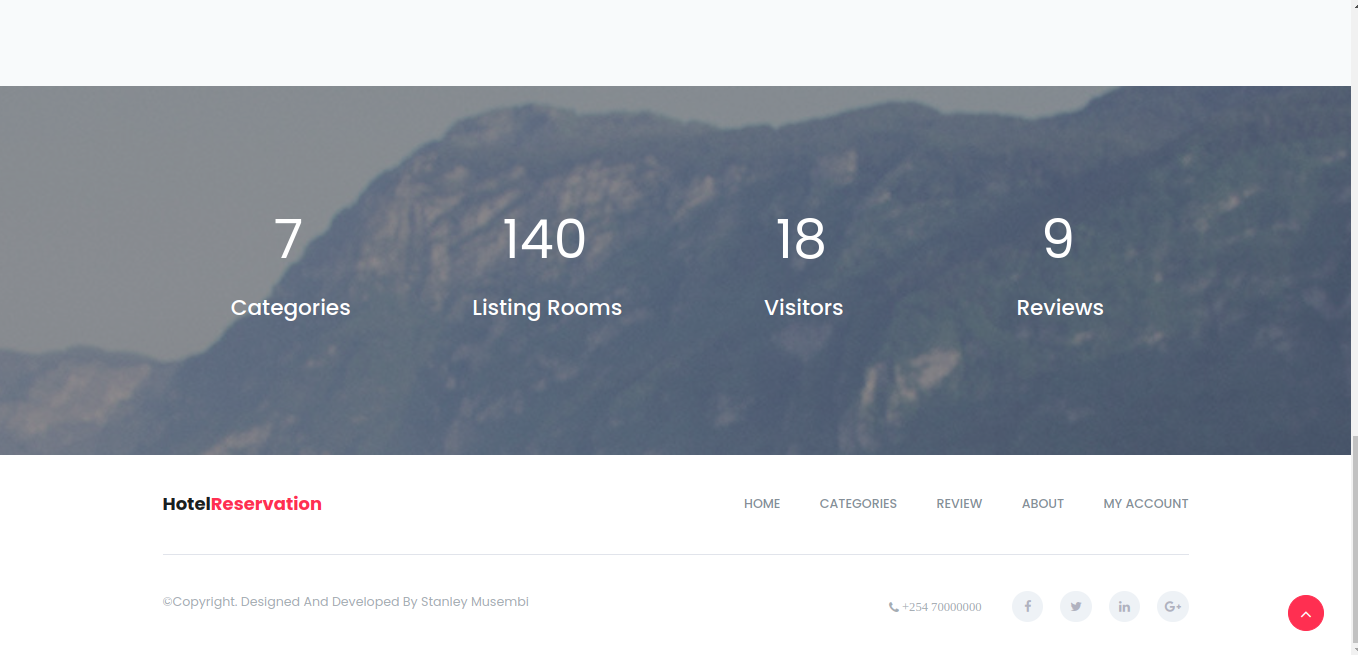 7 140 18 9
Categories Listing Rooms Visitors Reviews
HotelReservation HOME CATEGORIES REVIEW ABOUT MY ACCOUNT
©Copyright. Designed And Developed By Stanley Musembi +254 70000000